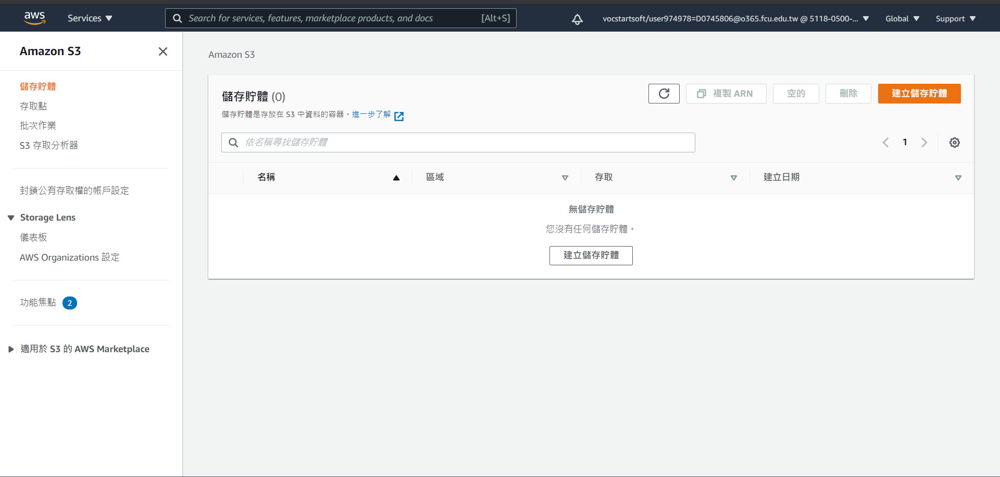 aws
Services
Search for services, features, marketplace products, and docs [Alt+S]
vocstartsoft/user974978=D0745806@o365.fcu.edu.tw @ 5118-0500-...
Global
Support
Amazon S3
儲存貯體
存取點
批次作業
S3 存取分析器
封鎖公有存取權的帳戶設定
Storage Lens
儀表板
AWS Organizations 設定
功能焦點 2
適用於 S3 的 AWS Marketplace
Amazon S3
儲存貯體 (0)
儲存貯體是存放在 S3 中資料的容器。進一步了解
複製 ARN
空的
刪除
建立儲存貯體
依名稱尋找儲存貯體
1
名稱
區域
存取
建立日期
無儲存貯體
您沒有任何儲存貯體。
建立儲存貯體